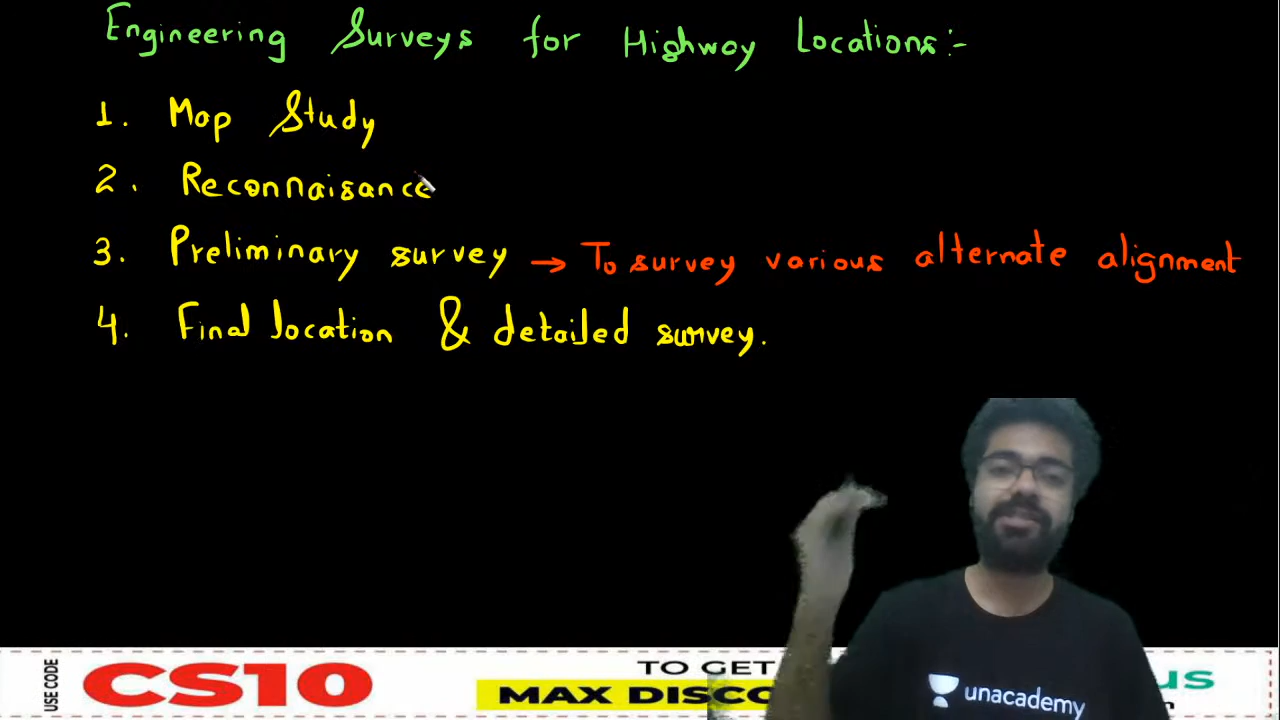 Engineering Surveys for Highway Locations:-
1. Map Study
2. Reconnaisance
3. Preliminary survey → To survey various alternate alignment
4. Final location & detailed survey.
USE CODE
CS10
TO GET
MAX DISCO
us
unacademy